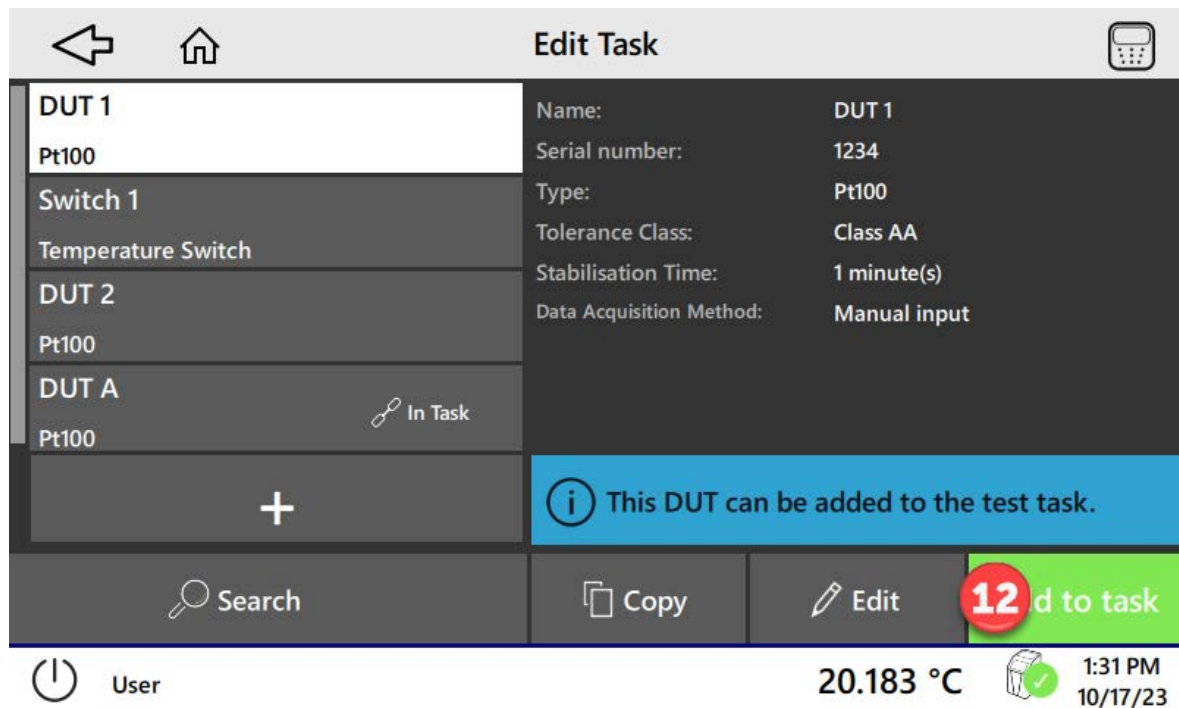 Edit Task
DUT 1
Pt100
Switch 1
Temperature Switch
DUT 2
Pt100
DUT A
In Task
Pt100
+
Name: DUT 1
Serial number: 1234
Type: Pt100
Tolerance Class: Class AA
Stabilisation Time: 1 minute(s)
Data Acquisition Method: Manual input
i This DUT can be added to the test task.
Search
Copy
Edit
12
to task
User
20.183 °C
1:31 PM
10/17/23